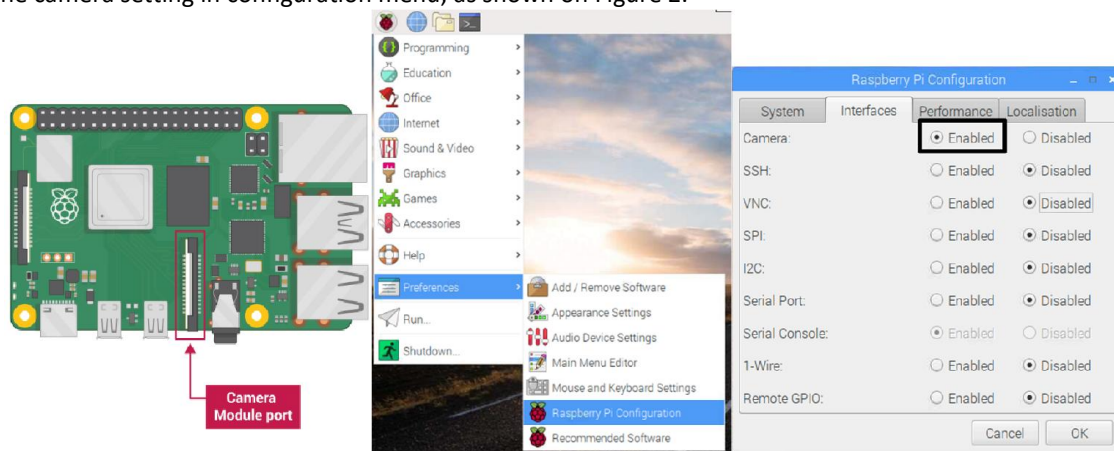 he camera setting in configuration menu, as shown on Figure 2.
Camera
Module port
Programming
Education
Office
Internet
Sound & Video
Graphics
Games
Accessories
Help
Preferences
Run...
Shutdown...
Add / Remove Software
Appearance Settings
Audio Device Settings
Main Menu Editor
Mouse and Keyboard Settings
Raspberry Pi Configuration
Recommended Software
Raspberry Pi Configuration
System Interfaces Performance Localisation
Camera: Enabled Disabled
SSH: Enabled Disabled
VNC: Enabled Disabled
SPI: Enabled Disabled
I2C: Enabled Disabled
Serial Port: Enabled Disabled
Serial Console: Enabled Disabled
1-Wire: Enabled Disabled
Remote GPIO: Enabled Disabled
Cancel OK